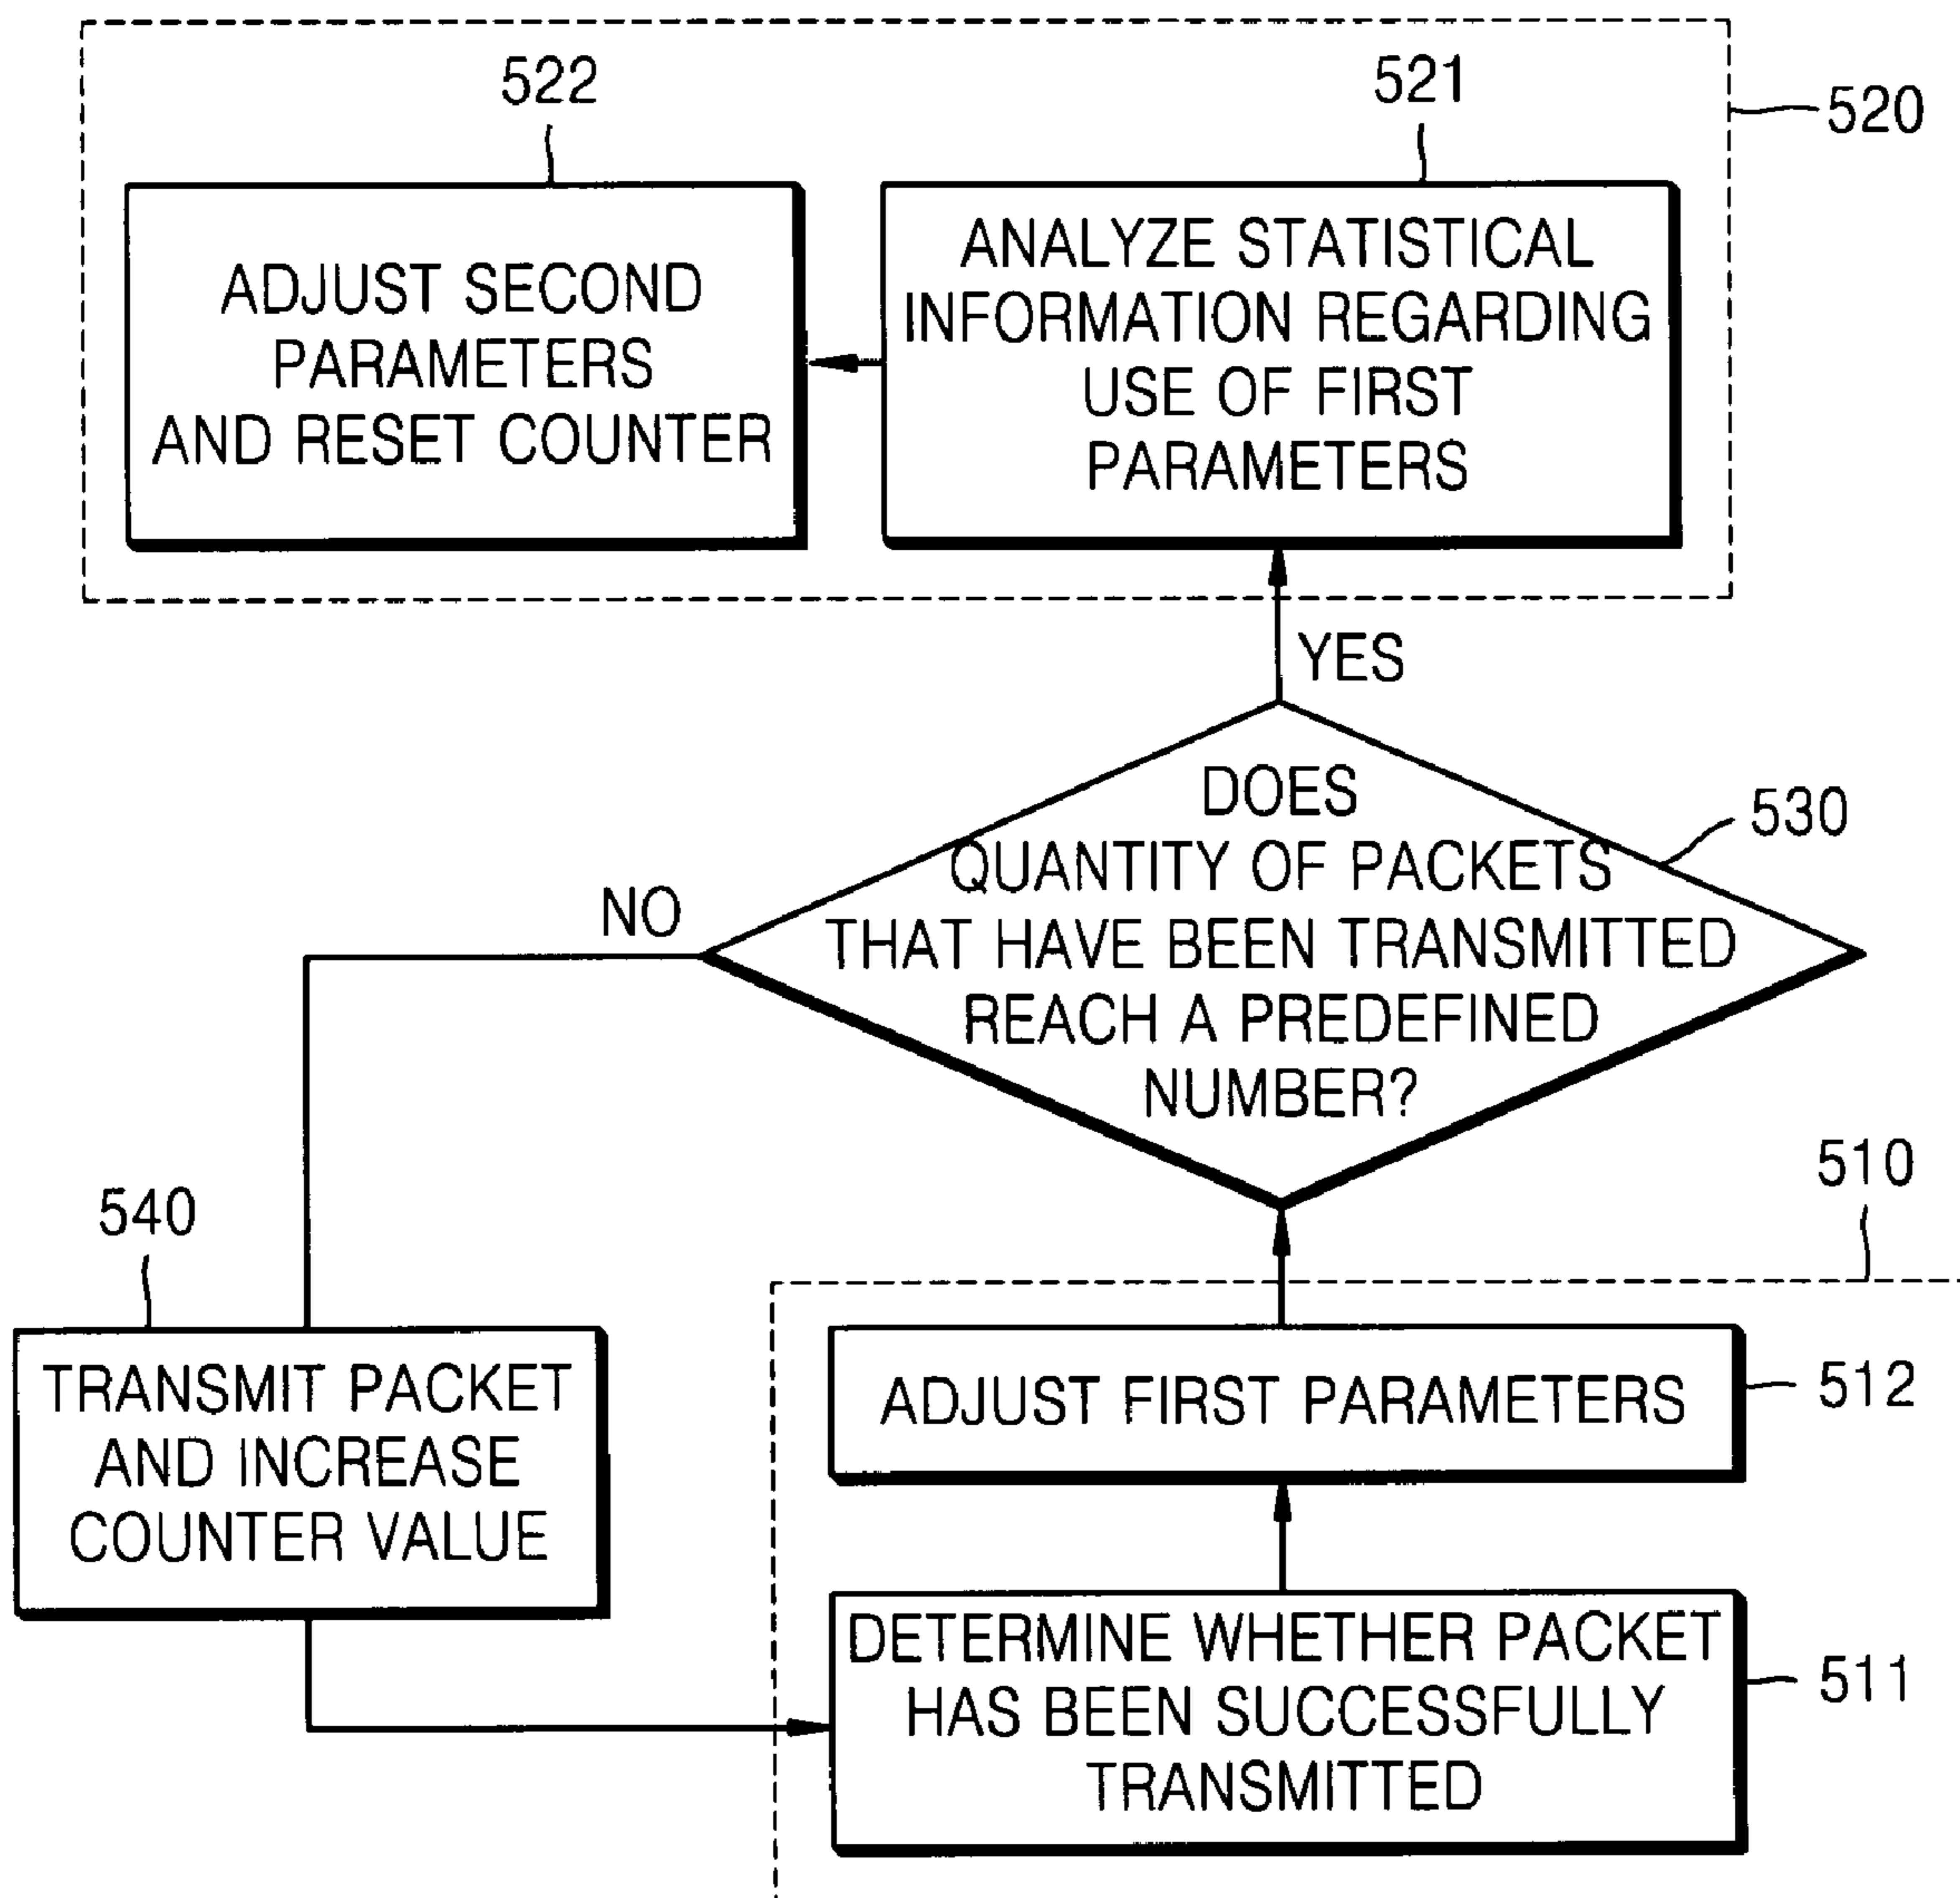 522
521
520
ADJUST SECOND
PARAMETERS
AND RESET COUNTER
ANALYZE STATISTICAL
INFORMATION REGARDING
USE OF FIRST
PARAMETERS
YES
DOES
QUANTITY OF PACKETS
THAT HAVE BEEN TRANSMITTED
REACH A PREDEFINED
NUMBER?
530
NO
510
540
TRANSMIT PACKET
AND INCREASE
COUNTER VALUE
ADJUST FIRST PARAMETERS
512
DETERMINE WHETHER PACKET
HAS BEEN SUCCESSFULLY
TRANSMITTED
511